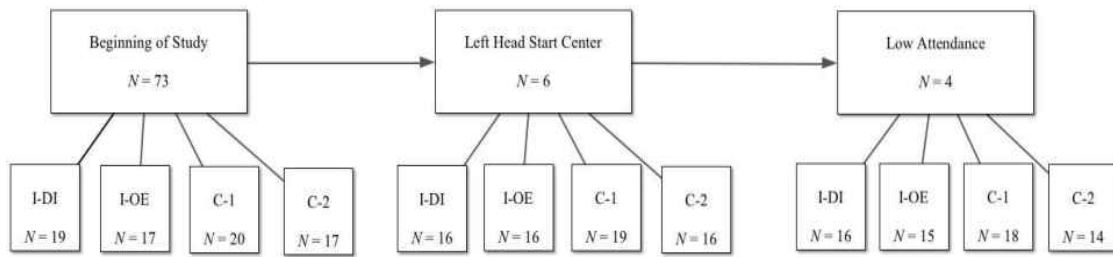 Beginning of Study
N = 73
Left Head Start Center
N = 6
Low Attendance
N = 4
I-DI
N = 19
I-OE
N = 17
C-1
N = 20
C-2
N = 17
I-DI
N = 16
I-OE
N = 16
C-1
N = 19
C-2
N = 16
I-DI
N = 16
I-OE
N = 15
C-1
N = 18
C-2
N = 14